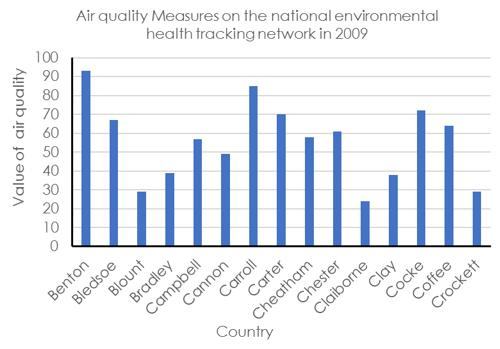 Air quality Measures on the national environmental
health tracking network in 2009
Value of air quality
100
90
80
70
60
50
40
30
20
10
0
Benton
Bledsoe
Blount
Bradley
Campbell
Cannon
Carroll
Carter
Cheatham
Chester
Claiborne
Clay
Cocke
Coffee
Crockett
Country